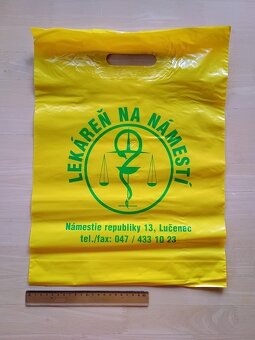 LEKÁREŇ NA NÁMESTÍ
Námestie republiky 13, Lučenec
tel./fax: 047 / 433 10 23